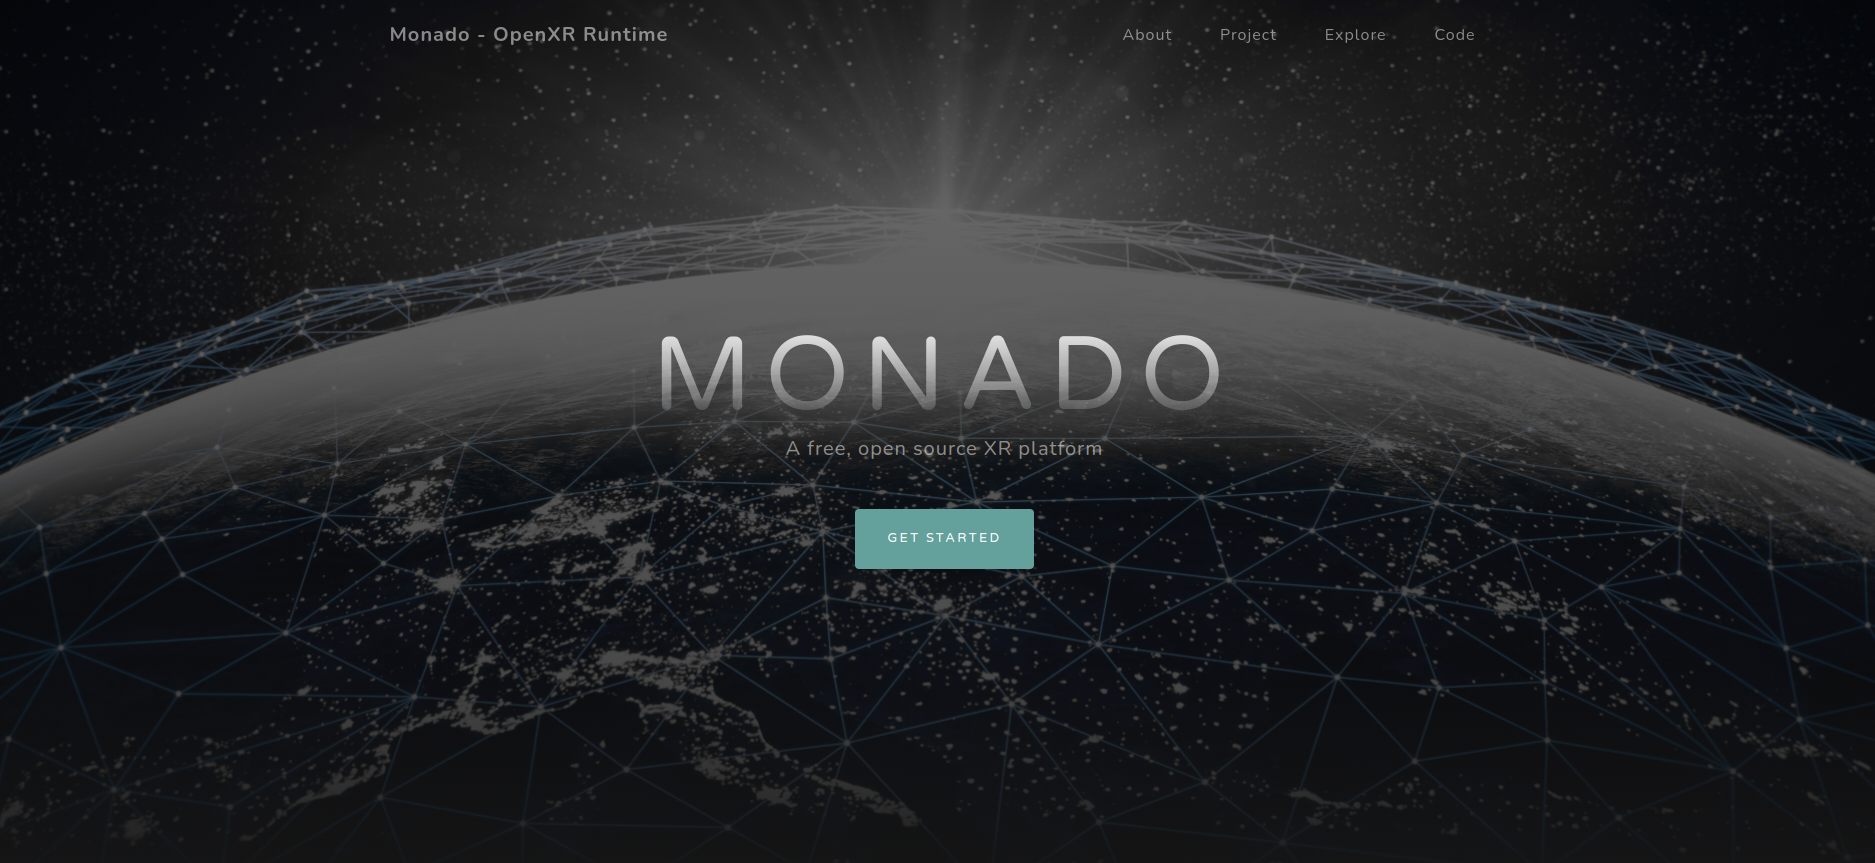 Monado - OpenXR Runtime
About Project Explore Code
MONADO
A free, open source XR platform
GET STARTED